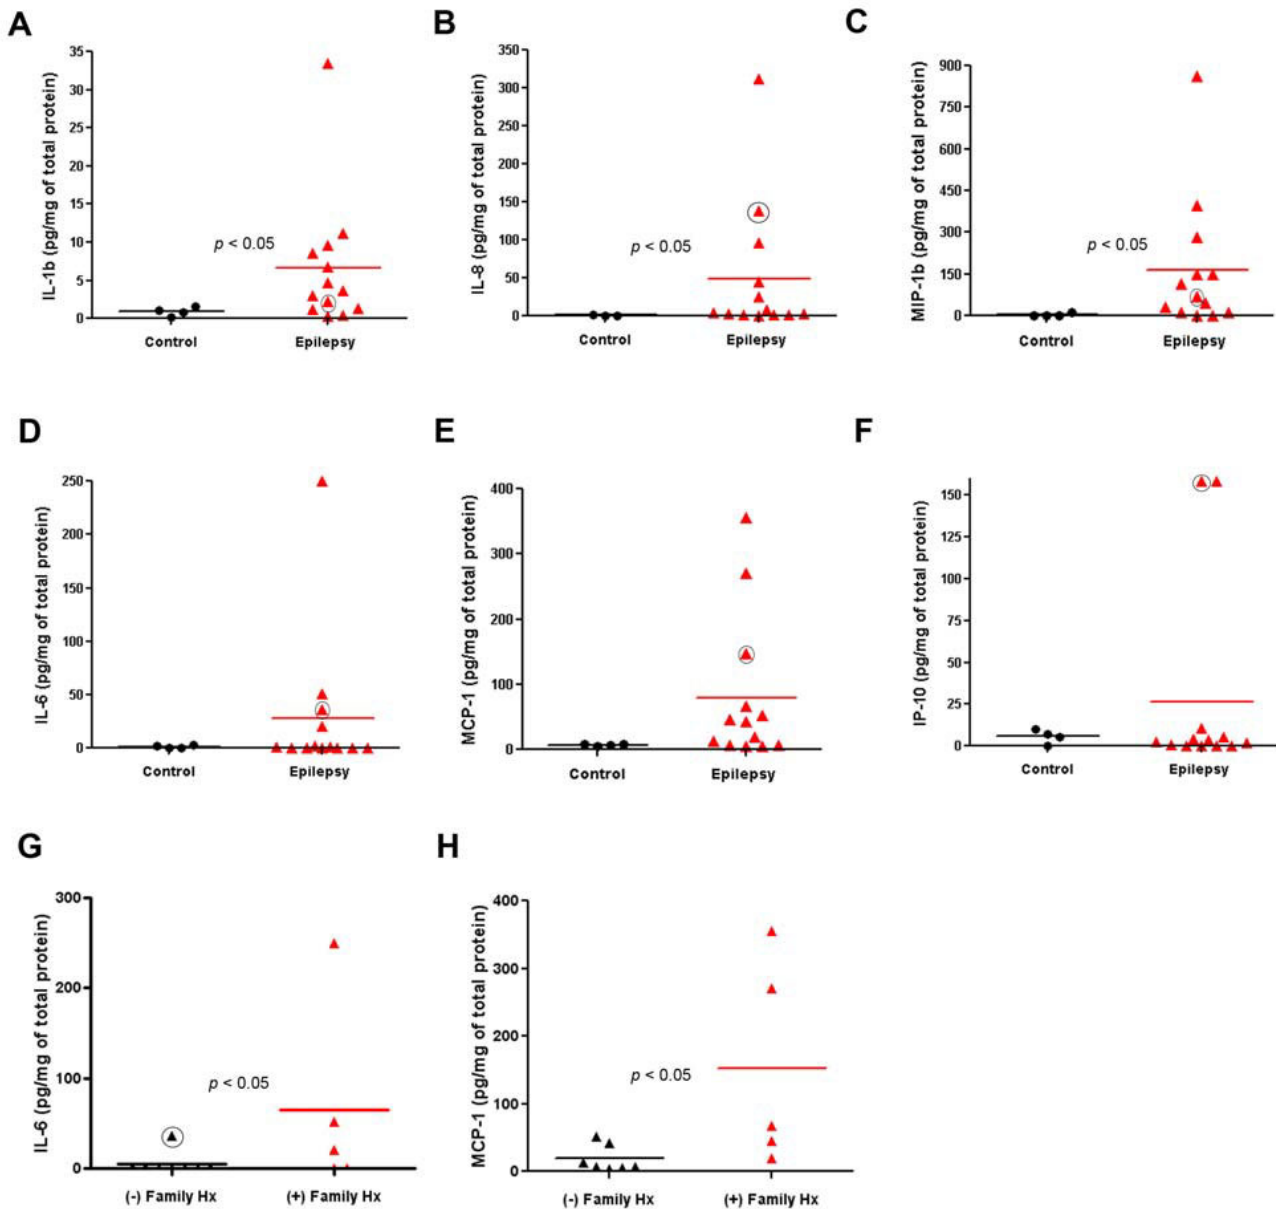 A
IL-1b (pg/mg of total protein)
35
30
25
20
15
10
5
0
p < 0.05
Control
Epilepsy
B
IL-8 (pg/mg of total protein)
350
300
250
200
150
100
50
0
p < 0.05
Control
Epilepsy
C
MIP-1b (pg/mg of total protein)
900
750
600
450
300
150
0
p < 0.05
Control
Epilepsy
D
IL-6 (pg/mg of total protein)
250
200
150
100
50
0
Control
Epilepsy
E
MCP-1 (pg/mg of total protein)
400
300
200
100
0
Control
Epilepsy
F
IP-10 (pg/mg of total protein)
150
125
100
75
50
25
0
Control
Epilepsy
G
IL-6 (pg/mg of total protein)
300
200
100
0
p < 0.05
(-) Family Hx
(+) Family Hx
H
MCP-1 (pg/mg of total protein)
400
300
200
100
0
p < 0.05
(-) Family Hx
(+) Family Hx